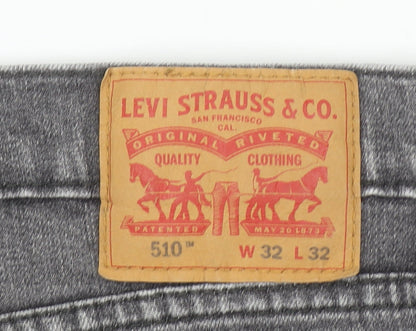 LEVI STRAUSS & CO.
SAN FRANCISCO
CAL.
ORIGINAL RIVETED
QUALITY CLOTHING
PATENTED MAY 20 1873
510™ W 32 L 32